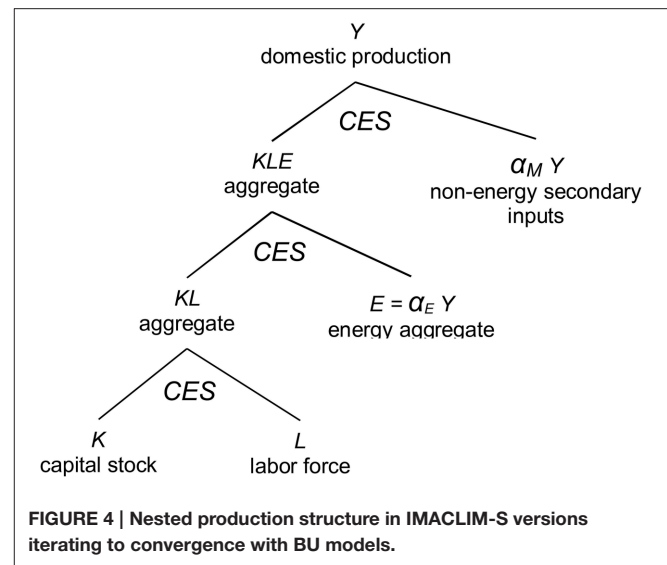 Y
domestic production
CES
KLE
aggregate
α_M Y
non-energy secondary
inputs
CES
KL
aggregate
E = α_E Y
energy aggregate
CES
K
capital stock
L
labor force
FIGURE 4 | Nested production structure in IMACLIM-S versions
iterating to convergence with BU models.